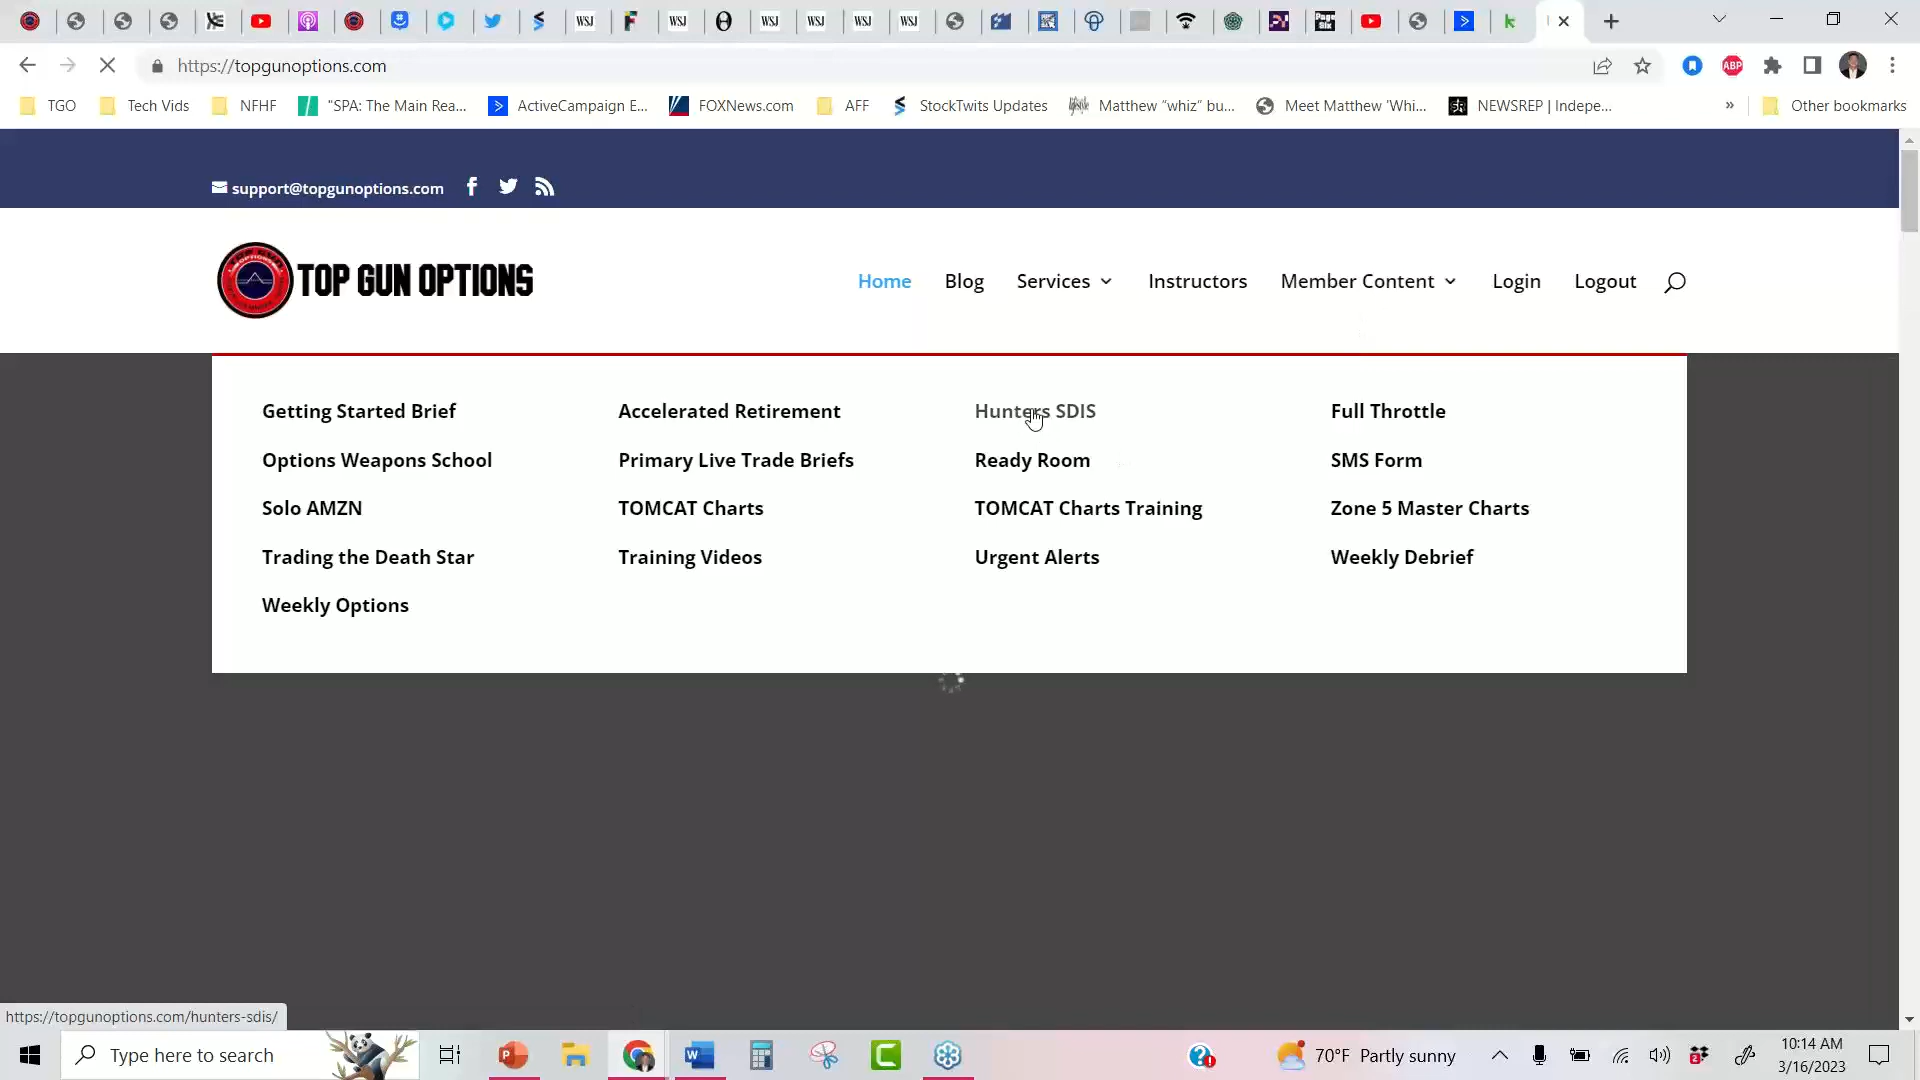 https://topgunoptions.com
TGO
Tech Vids
NFHF
"SPA: The Main Rea...
ActiveCampaign E...
FOXNews.com
AFF
StockTwits Updates
Matthew "whiz" bu...
Meet Matthew 'Whi...
NEWSREP | Indepe...
»
Other bookmarks
support@topgunoptions.com
TOP GUN OPTIONS
Home
Blog
Services
Instructors
Member Content
Login
Logout
Getting Started Brief
Accelerated Retirement
Hunters SDIS
Full Throttle
Options Weapons School
Primary Live Trade Briefs
Ready Room
SMS Form
Solo AMZN
TOMCAT Charts
TOMCAT Charts Training
Zone 5 Master Charts
Trading the Death Star
Training Videos
Urgent Alerts
Weekly Debrief
Weekly Options
https://topgunoptions.com/hunters-sdis/
Type here to search
70°F Partly sunny
10:14 AM
3/16/2023